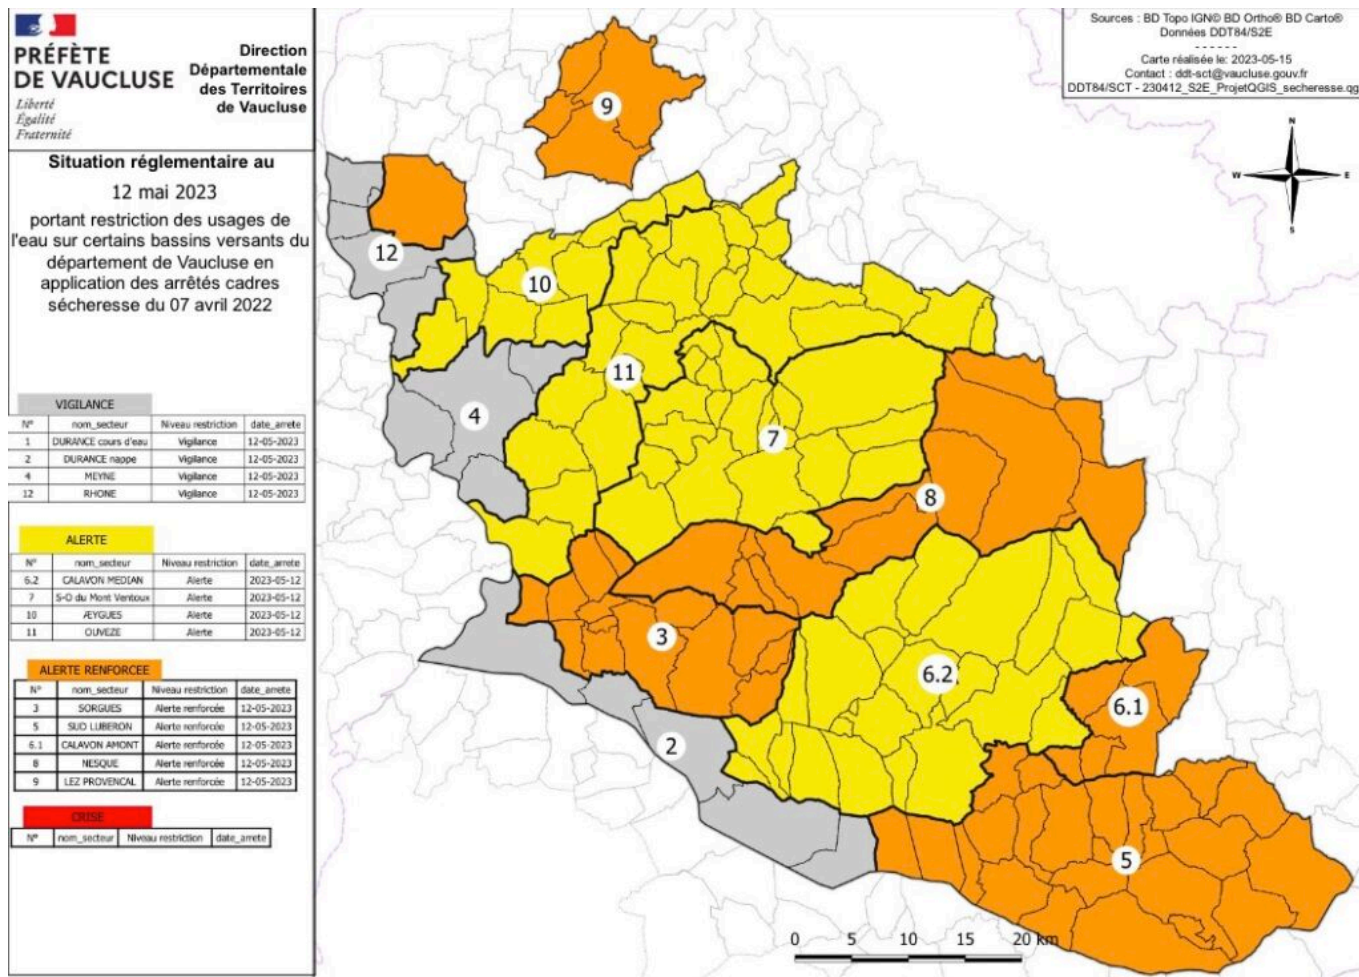 PRÉFÈTE
DE VAUCLUSE
Liberté
Égalité
Fraternité
Direction
Départementale
des Territoires
de Vaucluse
Situation réglementaire au
12 mai 2023
portant restriction des usages de
l'eau sur certains bassins versants du
département de Vaucluse en
application des arrêtés cadres
sécheresse du 07 avril 2022
VIGILANCE
N° nom_secteur Niveau restriction date_arrete
1 DURANCE cours d'eau Vigilance 12-05-2023
2 DURANCE nappe Vigilance 12-05-2023
4 MEYNE Vigilance 12-05-2023
12 RHONE Vigilance 12-05-2023
ALERTE
N° nom_secteur Niveau restriction date_arrete
6.2 CALAVON MEDIAN Alerte 2023-05-12
7 S-O du Mont Ventoux Alerte 2023-05-12
10 ÆYGUES Alerte 2023-05-12
11 OUVEZE Alerte 2023-05-12
ALERTE RENFORCEE
N° nom_secteur Niveau restriction date_arrete
3 SORGUES Alerte renforcée 12-05-2023
5 SUD LUBERON Alerte renforcée 12-05-2023
6.1 CALAVON AMONT Alerte renforcée 12-05-2023
8 NESQUE Alerte renforcée 12-05-2023
9 LEZ PROVENCAL Alerte renforcée 12-05-2023
CRISE
N° nom_secteur Niveau restriction date_arrete
Sources : BD Topo IGN© BD Ortho® BD Carto®
Données DDT84/S2E
- - - - - -
Carte réalisée le: 2023-05-15
Contact : ddt-sct@vaucluse.gouv.fr
DDT84/SCT - 230412_S2E_ProjetQGIS_secheresse.qg
N
W E
S
9
12
10
11
4
7
8
3
6.2
6.1
2
5
0 5 10 15 20 km